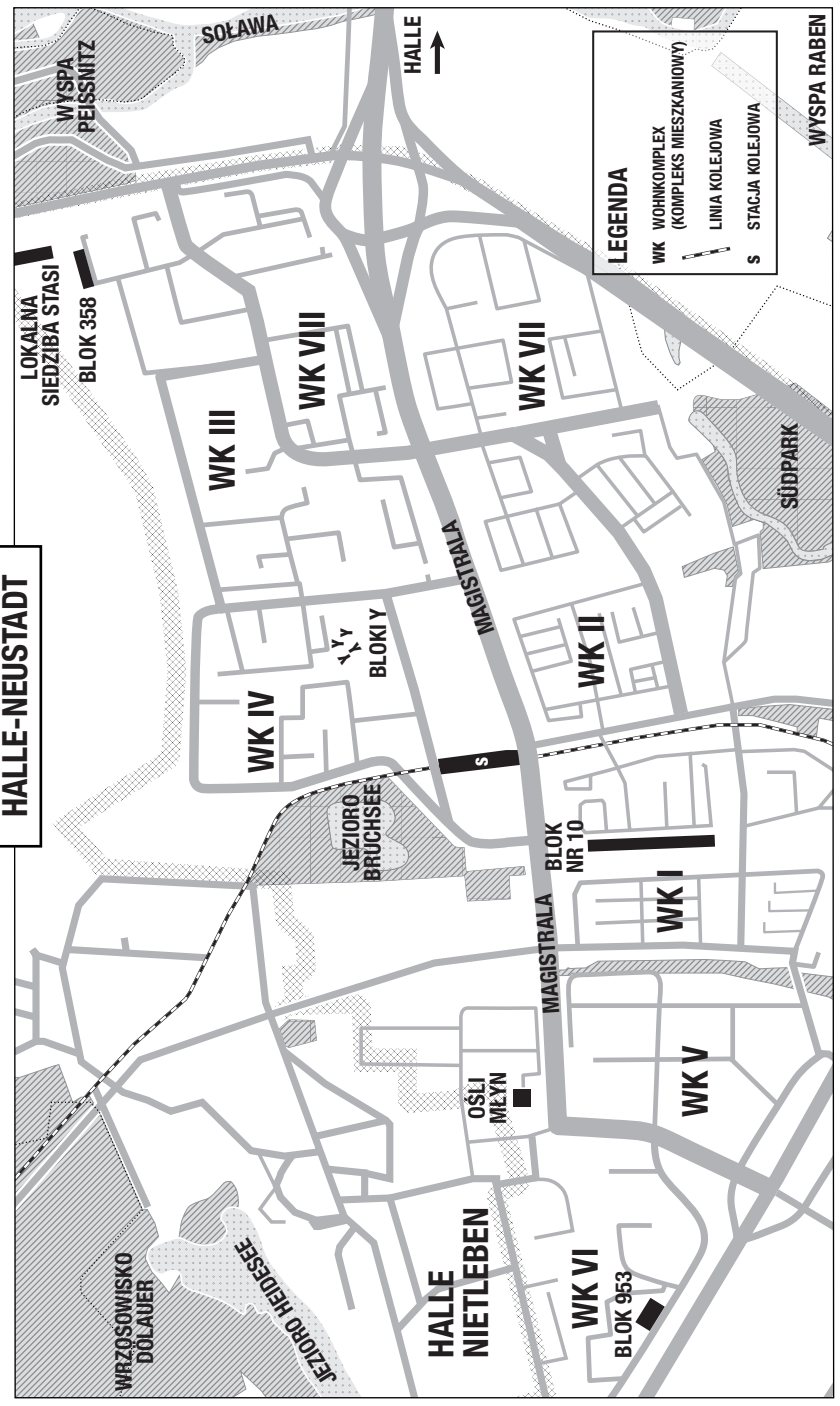 HALLE-NEUSTADT
WYSPA
PEISSNITZ
SOŁAWA
HALLE
LOKALNA
SIEDZIBA STASI
BLOK 358
WK III
WK VIII
WK IV
BLOKI Y
Y Y Y Y
MAGISTRALA
WK VII
WK II
SÜDPARK
WYSPA RABEN
LEGENDA
WK WOHNKOMPLEX
(KOMPLEKS MIESZKANIOWY)
LINIA KOLEJOWA
S STACJA KOLEJOWA
S
JEZIORO
BRUCHSEE
BLOK
NR 10
WK I
MAGISTRALA
OŚLI
MŁYN
WK V
WRZOSOWISKO
DÖLAUER
JEZIORO HEIDESEE
HALLE
NIETLEBEN
WK VI
BLOK 953